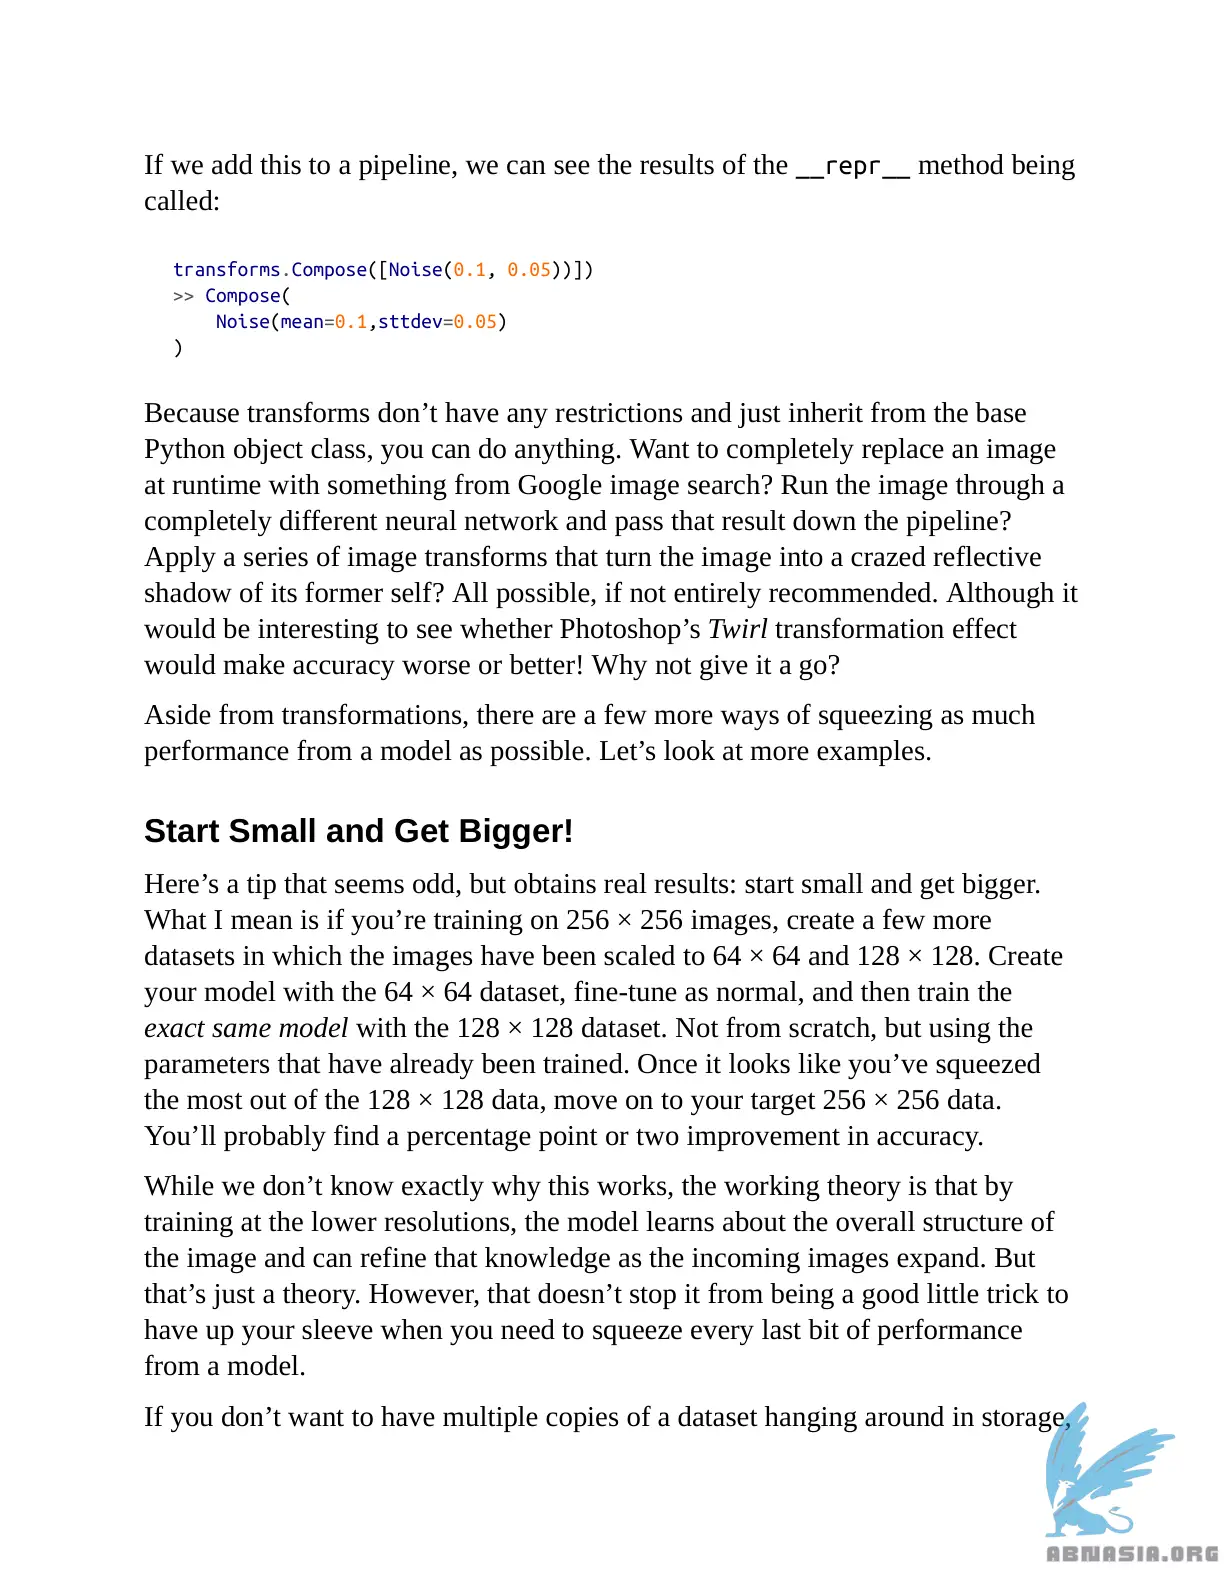 If we add this to a pipeline, we can see the results of the __repr__ method being
called:
transforms.Compose([Noise(0.1, 0.05))])
>> Compose(
    Noise(mean=0.1,sttdev=0.05)
)
Because transforms don’t have any restrictions and just inherit from the base
Python object class, you can do anything. Want to completely replace an image
at runtime with something from Google image search? Run the image through a
completely different neural network and pass that result down the pipeline?
Apply a series of image transforms that turn the image into a crazed reflective
shadow of its former self? All possible, if not entirely recommended. Although it
would be interesting to see whether Photoshop’s Twirl transformation effect
would make accuracy worse or better! Why not give it a go?
Aside from transformations, there are a few more ways of squeezing as much
performance from a model as possible. Let’s look at more examples.
Start Small and Get Bigger!
Here’s a tip that seems odd, but obtains real results: start small and get bigger.
What I mean is if you’re training on 256 × 256 images, create a few more
datasets in which the images have been scaled to 64 × 64 and 128 × 128. Create
your model with the 64 × 64 dataset, fine-tune as normal, and then train the
exact same model with the 128 × 128 dataset. Not from scratch, but using the
parameters that have already been trained. Once it looks like you’ve squeezed
the most out of the 128 × 128 data, move on to your target 256 × 256 data.
You’ll probably find a percentage point or two improvement in accuracy.
While we don’t know exactly why this works, the working theory is that by
training at the lower resolutions, the model learns about the overall structure of
the image and can refine that knowledge as the incoming images expand. But
that’s just a theory. However, that doesn’t stop it from being a good little trick to
have up your sleeve when you need to squeeze every last bit of performance
from a model.
If you don’t want to have multiple copies of a dataset hanging around in storage,
ABNASIA.ORG